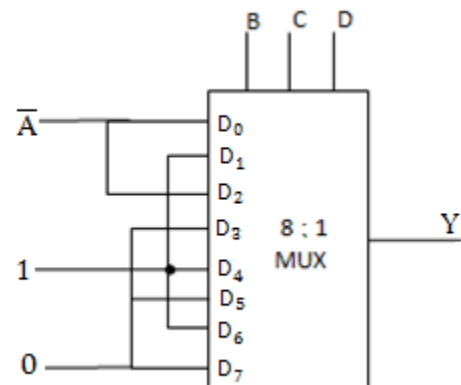 B C D
A̅
D₀
D₁
D₂
D₃
8 ; 1
Y
MUX
1
D₄
D₅
D₆
0
D₇